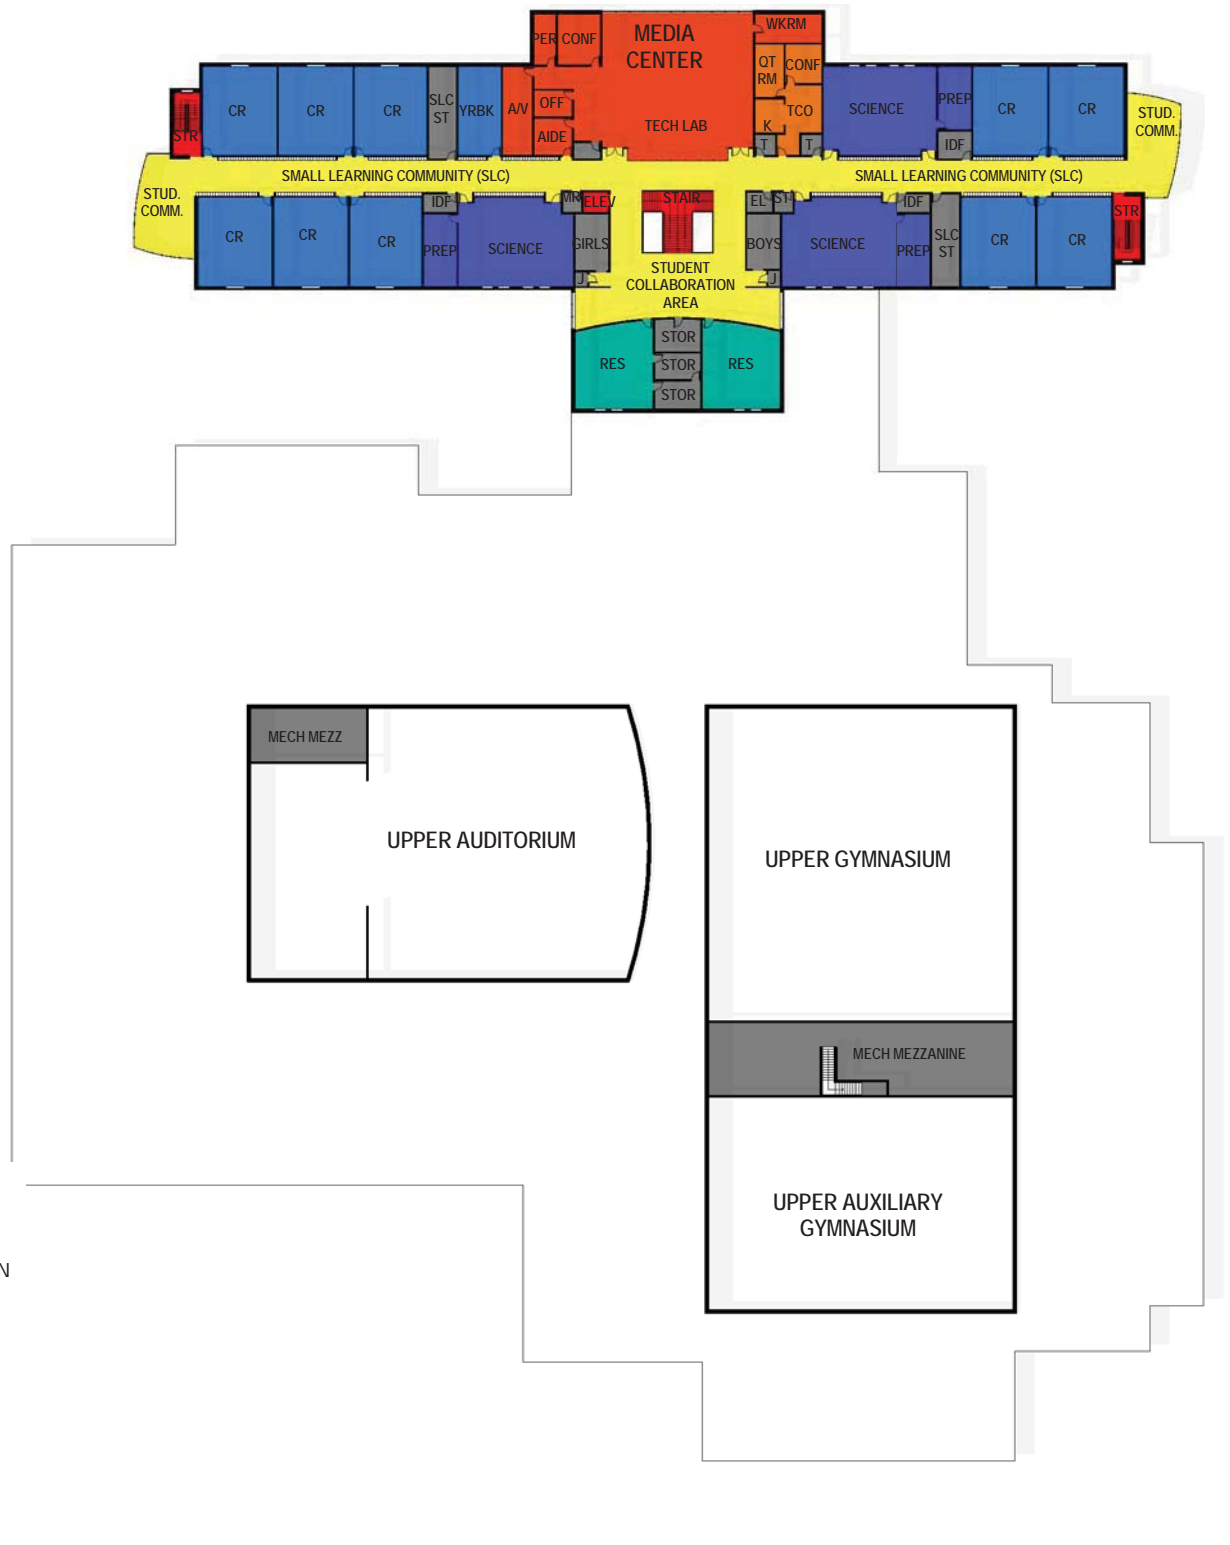 MEDIA
CENTER
WKRM
PER
CONF
QT
RM
CONF
CR
CR
CR
SLC
ST
YRBK
A/V
OFF
AIDE
TECH LAB
K
TCO
T
T
SCIENCE
PREP
IDF
CR
CR
STUD.
COMM.
STR
SMALL LEARNING COMMUNITY (SLC)
SMALL LEARNING COMMUNITY (SLC)
STUD.
COMM.
CR
CR
CR
IDF
PREP
SCIENCE
MR
ELEV
GIRLS
J
STAIR
STUDENT
COLLABORATION
AREA
EL
ST
BOYS
J
SCIENCE
IDF
PREP
SLC
ST
CR
CR
STR
RES
STOR
STOR
STOR
RES
MECH MEZZ
UPPER AUDITORIUM
UPPER GYMNASIUM
MECH MEZZANINE
UPPER AUXILIARY
GYMNASIUM
N